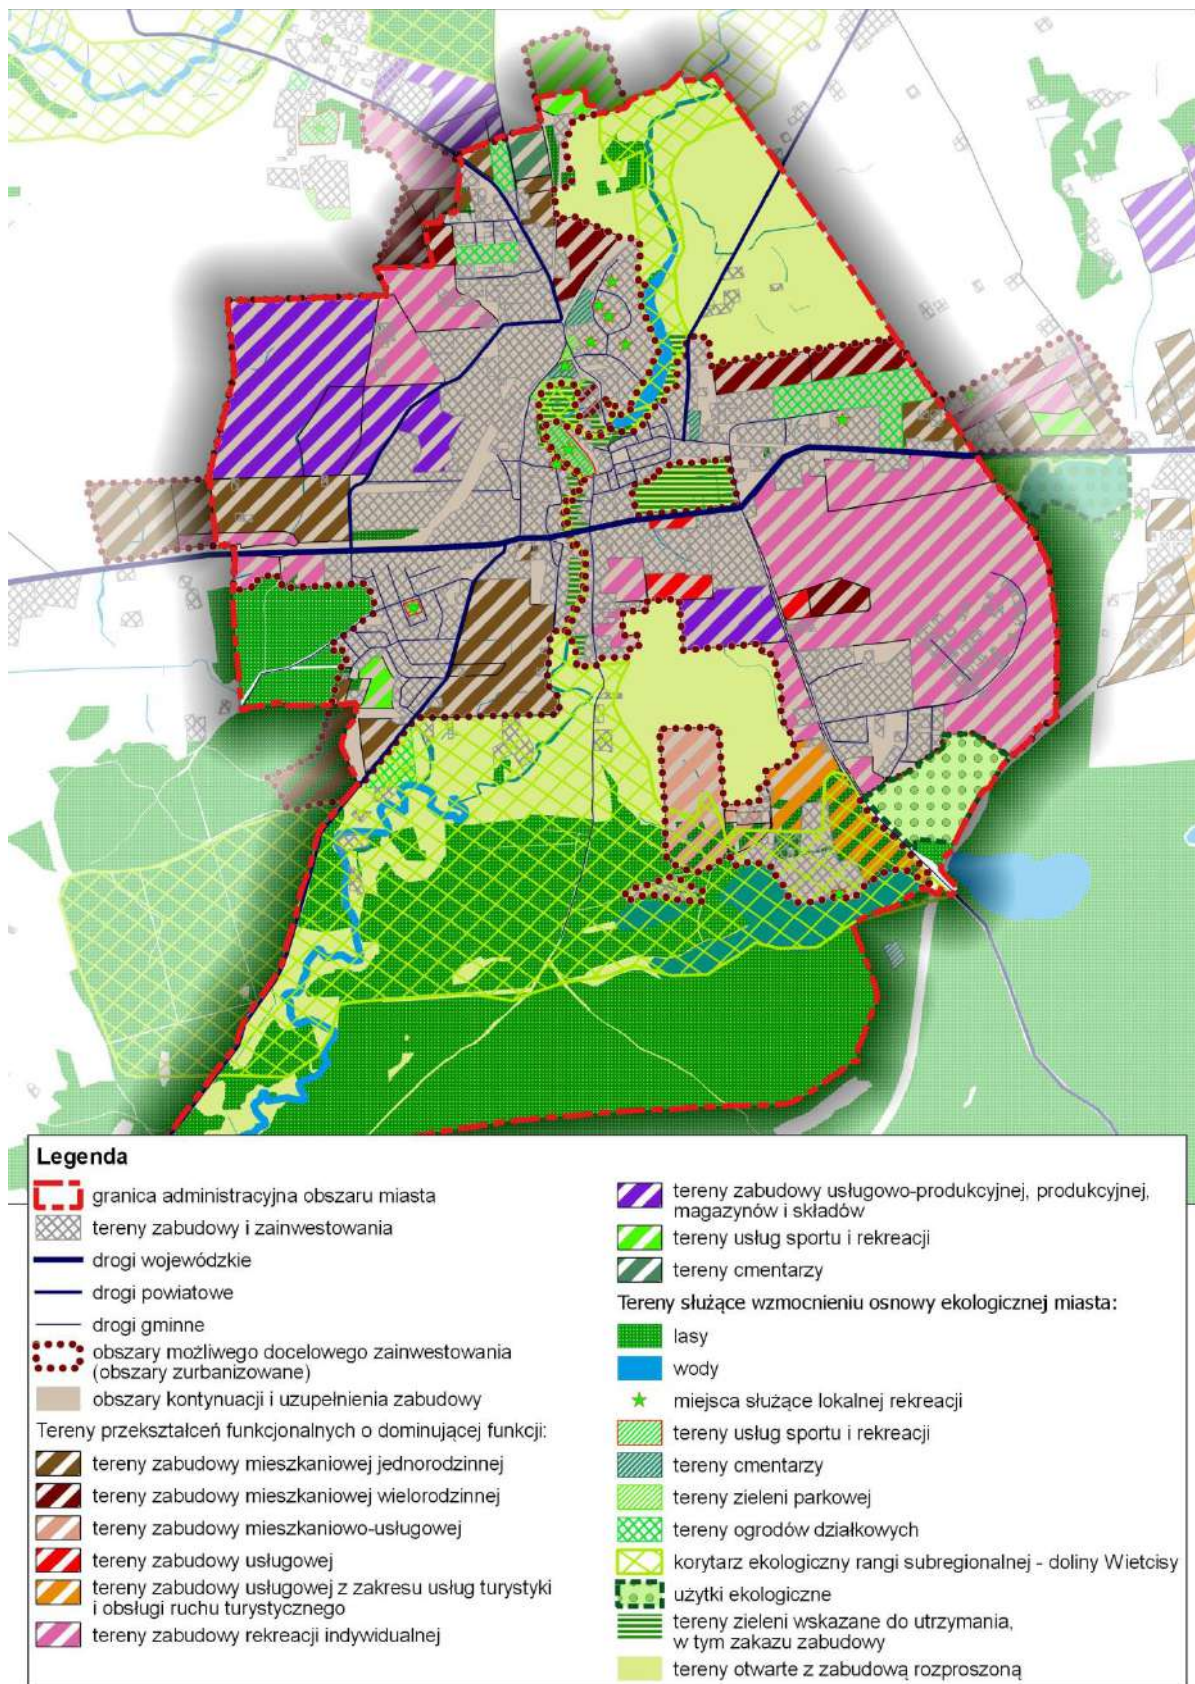 Legenda
granica administracyjna obszaru miasta
tereny zabudowy i zainwestowania
drogi wojewódzkie
drogi powiatowe
drogi gminne
obszary możliwego docelowego zainwestowania
(obszary zurbanizowane)
obszary kontynuacji i uzupełnienia zabudowy
Tereny przekształceń funkcjonalnych o dominującej funkcji:
tereny zabudowy mieszkaniowej jednorodzinnej
tereny zabudowy mieszkaniowej wielorodzinnej
tereny zabudowy mieszkaniowo-usługowej
tereny zabudowy usługowej
tereny zabudowy usługowej z zakresu usług turystyki
i obsługi ruchu turystycznego
tereny zabudowy rekreacji indywidualnej
tereny zabudowy usługowo-produkcyjnej, produkcyjnej,
magazynów i składów
tereny usług sportu i rekreacji
tereny cmentarzy
Tereny służące wzmocnieniu osnowy ekologicznej miasta:
lasy
wody
miejsca służące lokalnej rekreacji
tereny usług sportu i rekreacji
tereny cmentarzy
tereny zieleni parkowej
tereny ogrodów działkowych
korytarz ekologiczny rangi subregionalnej - doliny Wietcisy
użytki ekologiczne
tereny zieleni wskazane do utrzymania,
w tym zakazu zabudowy
tereny otwarte z zabudową rozproszoną